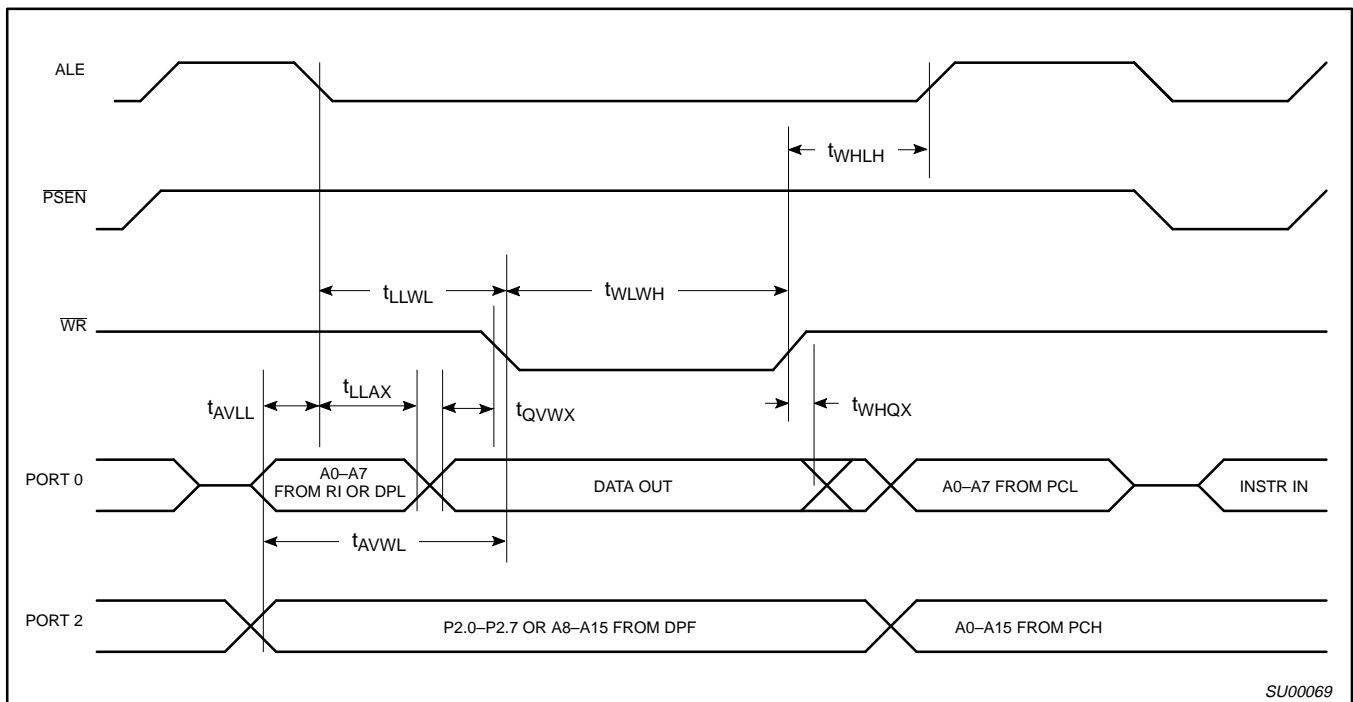 ALE
tWHLH
PSEN
tLLWL
tWLWH
WR
tAVLL
tLLAX
tQVWX
tWHQX
PORT 0
A0–A7
FROM RI OR DPL
DATA OUT
A0–A7 FROM PCL
INSTR IN
tAVWL
PORT 2
P2.0–P2.7 OR A8–A15 FROM DPF
A0–A15 FROM PCH
SU00069